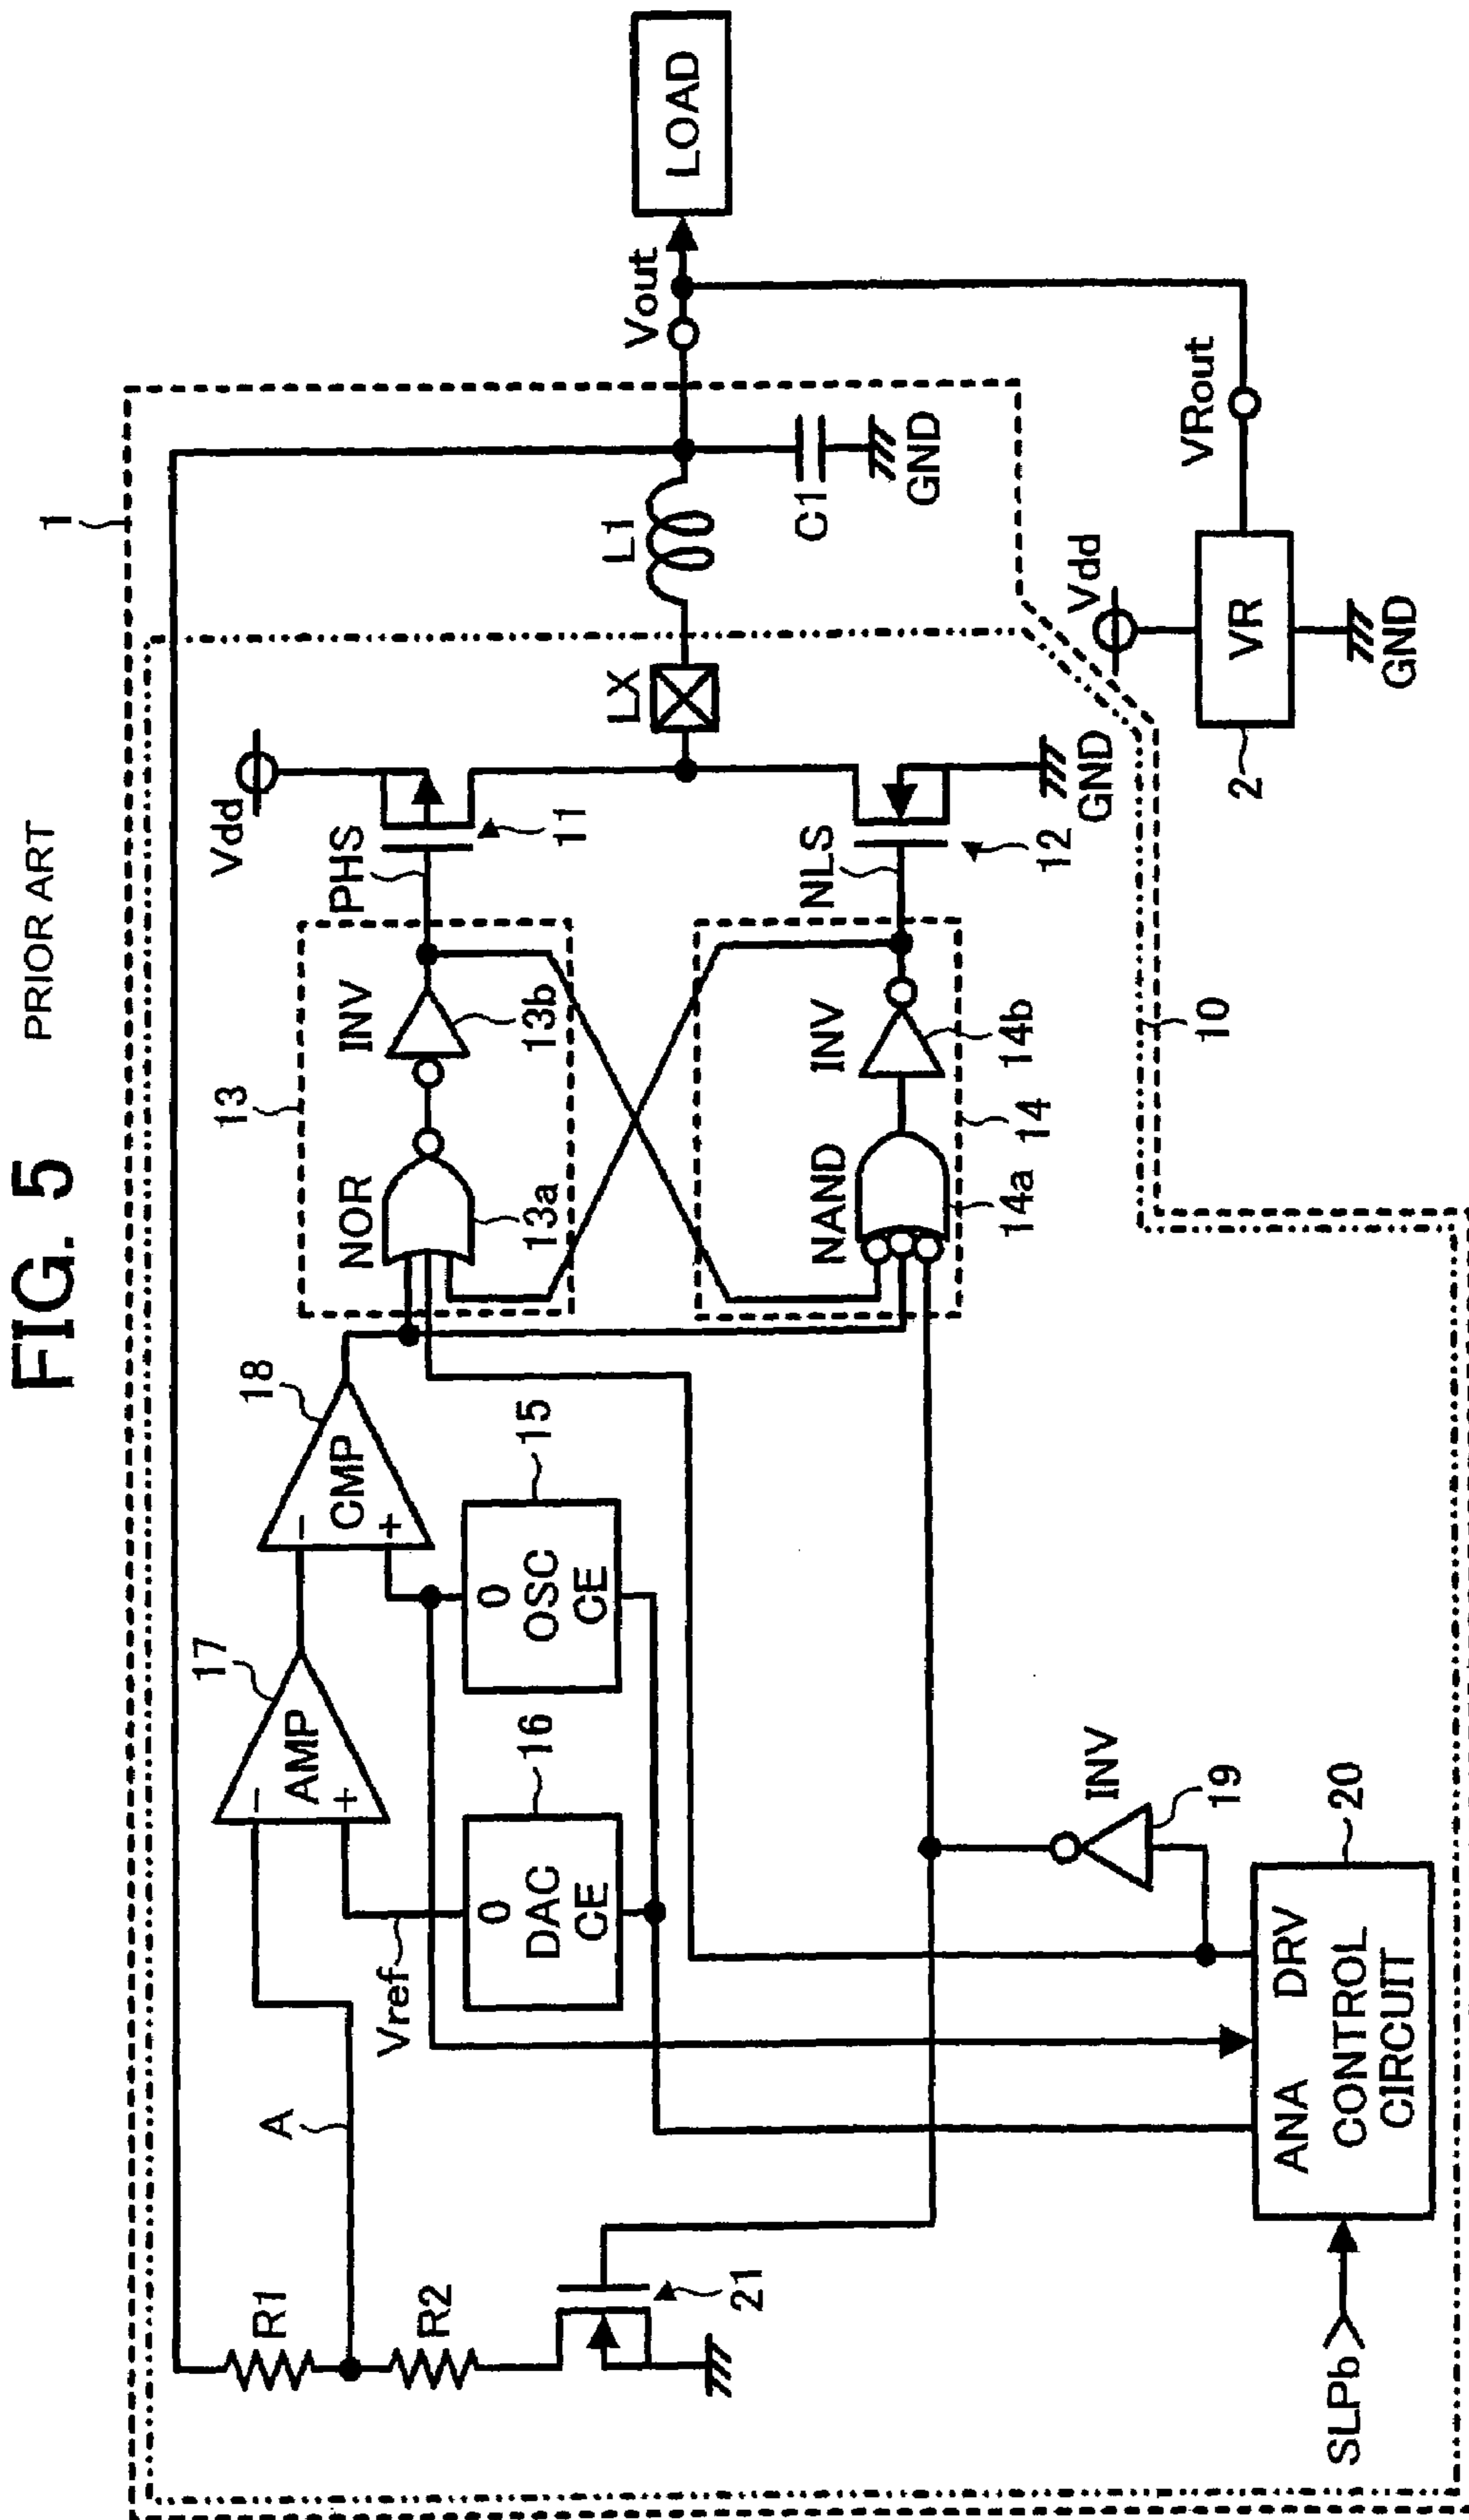 FIG. 5 PRIOR ART
1
LOAD
Vout
VRout
Vdd
VR
GND
2
L1
C1
GND
LX
Vdd
PHS
11
NLS
12
GND
13
NOR
13a
INV
13b
NAND
14a
INV
14b
14
10
18
CMP
-
+
17
AMP
-
+
O
OSC
CE
15
O
DAC
CE
16
Vref
A
R1
R2
21
INV
19
20
ANA DRV
CONTROL
CIRCUIT
SLPb